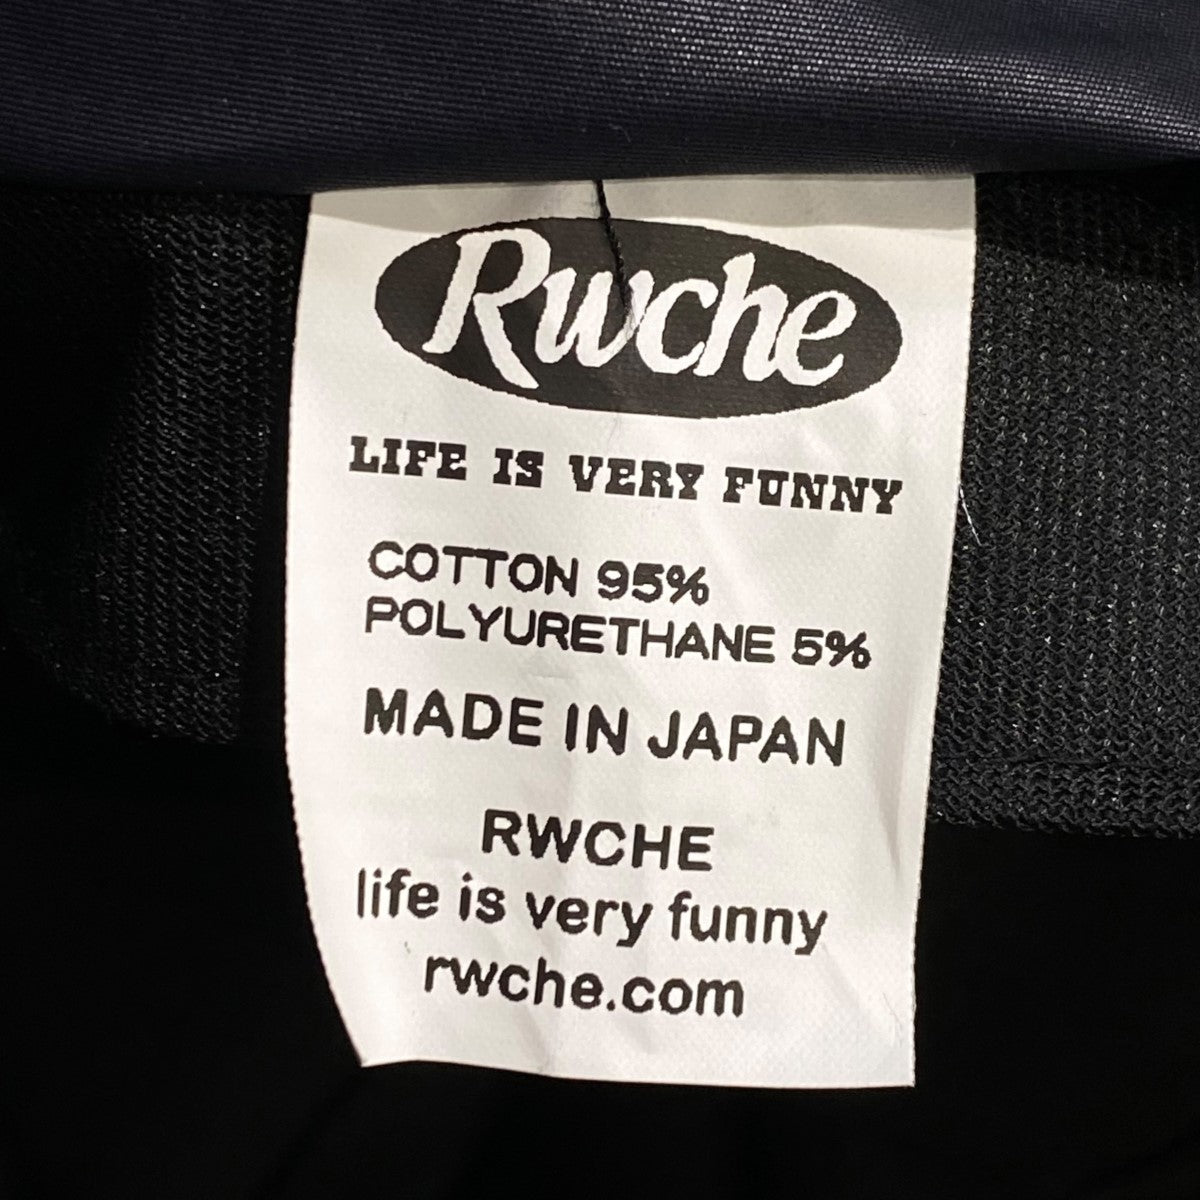 Rwche
LIFE IS VERY FUNNY
COTTON 95%
POLYURETHANE 5%
MADE IN JAPAN
RWCHE
life is very funny
rwche.com